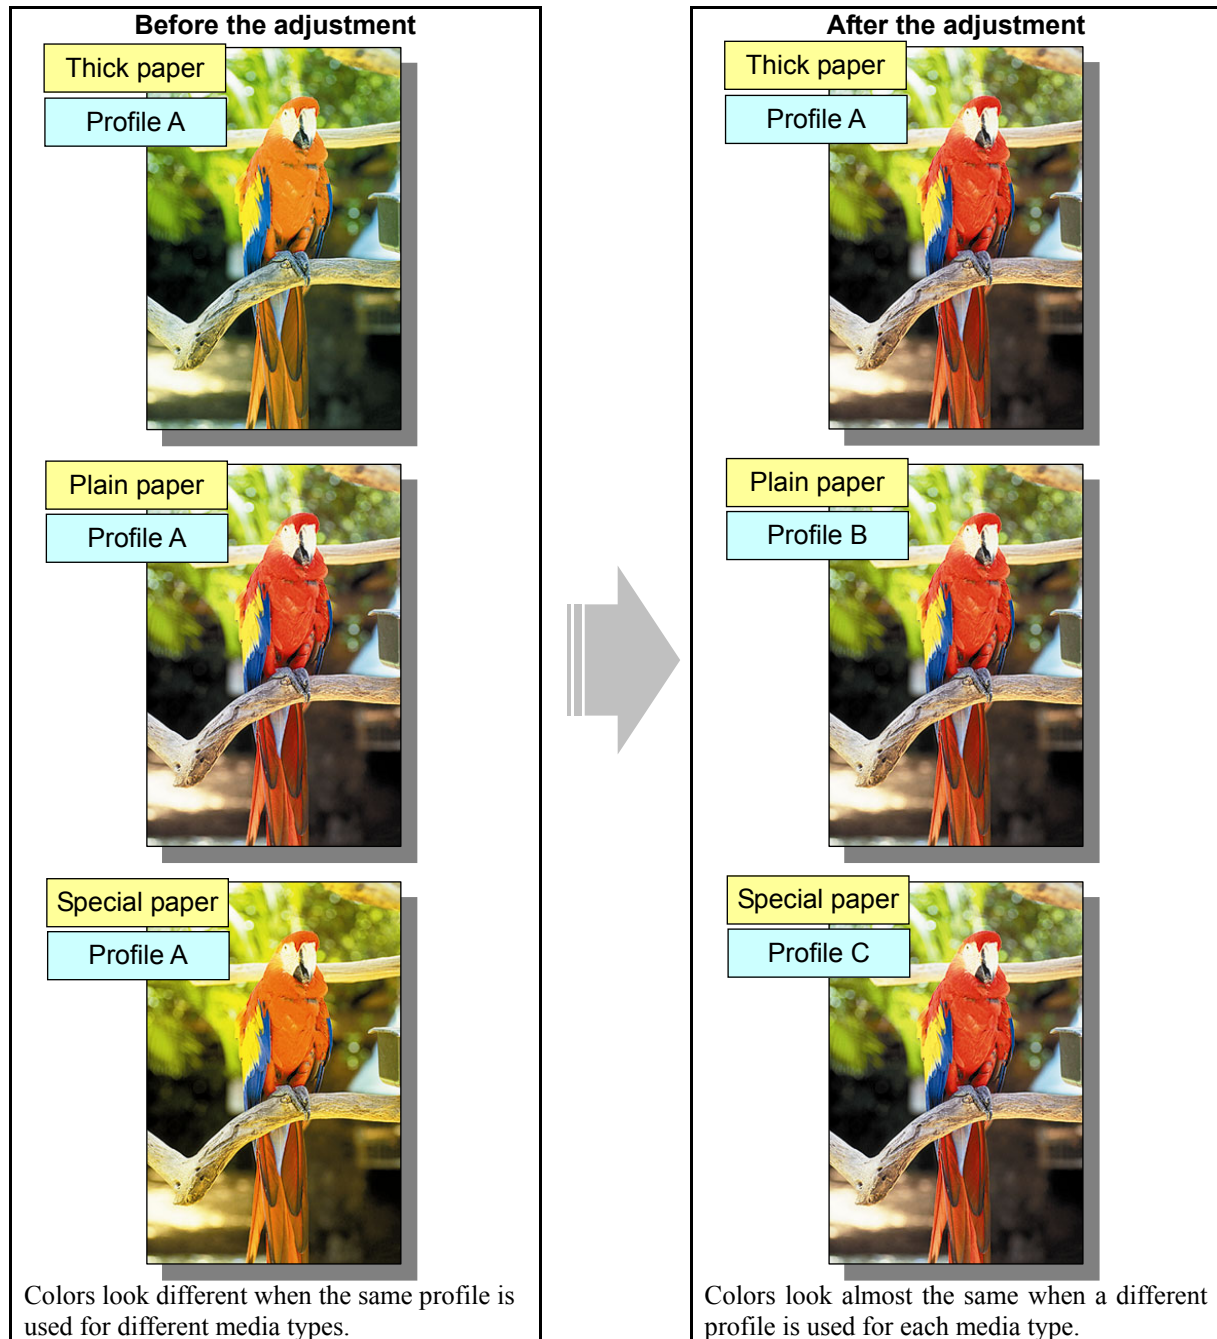 Before the adjustment
Thick paper
Profile A
Plain paper
Profile A
Special paper
Profile A
Colors look different when the same profile is
used for different media types.
After the adjustment
Thick paper
Profile A
Plain paper
Profile B
Special paper
Profile C
Colors look almost the same when a different
profile is used for each media type.